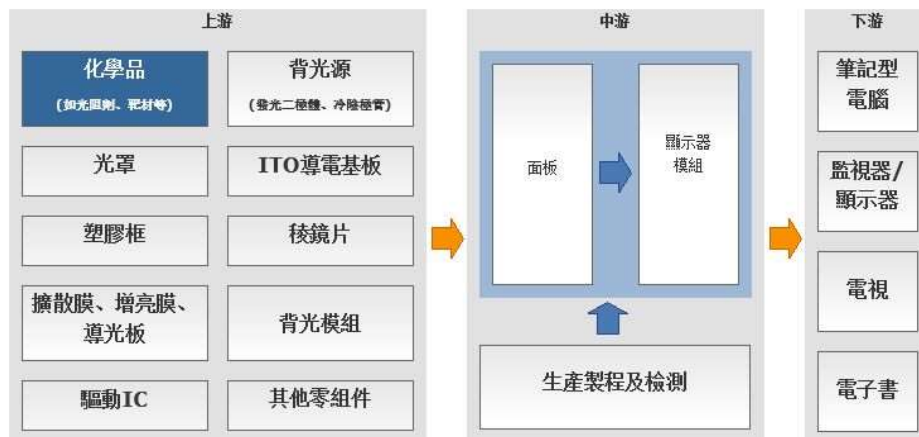 上游
化學品
(如光阻劑、靶材等)
背光源
(發光二極體、冷陰極管)
光罩
ITO導電基板
塑膠框
稜鏡片
擴散膜、增亮膜、
導光板
背光模組
驅動IC
其他零組件
中游
面板
顯示器
模組
生產製程及檢測
下游
筆記型
電腦
監視器/
顯示器
電視
電子書